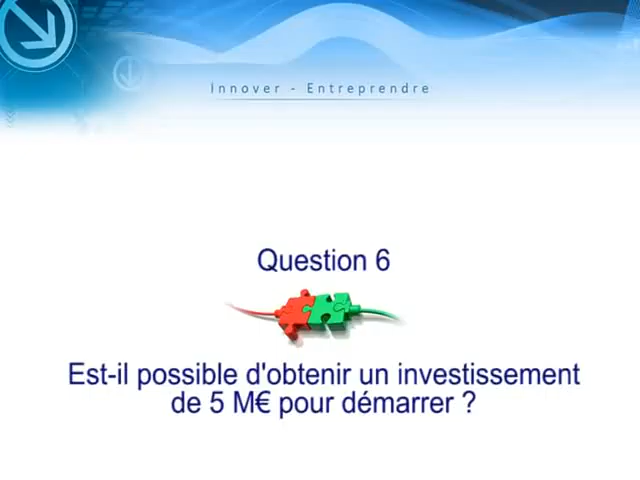 Innover - Entreprendre
Question 6
Est-il possible d'obtenir un investissement
de 5 M€ pour démarrer ?